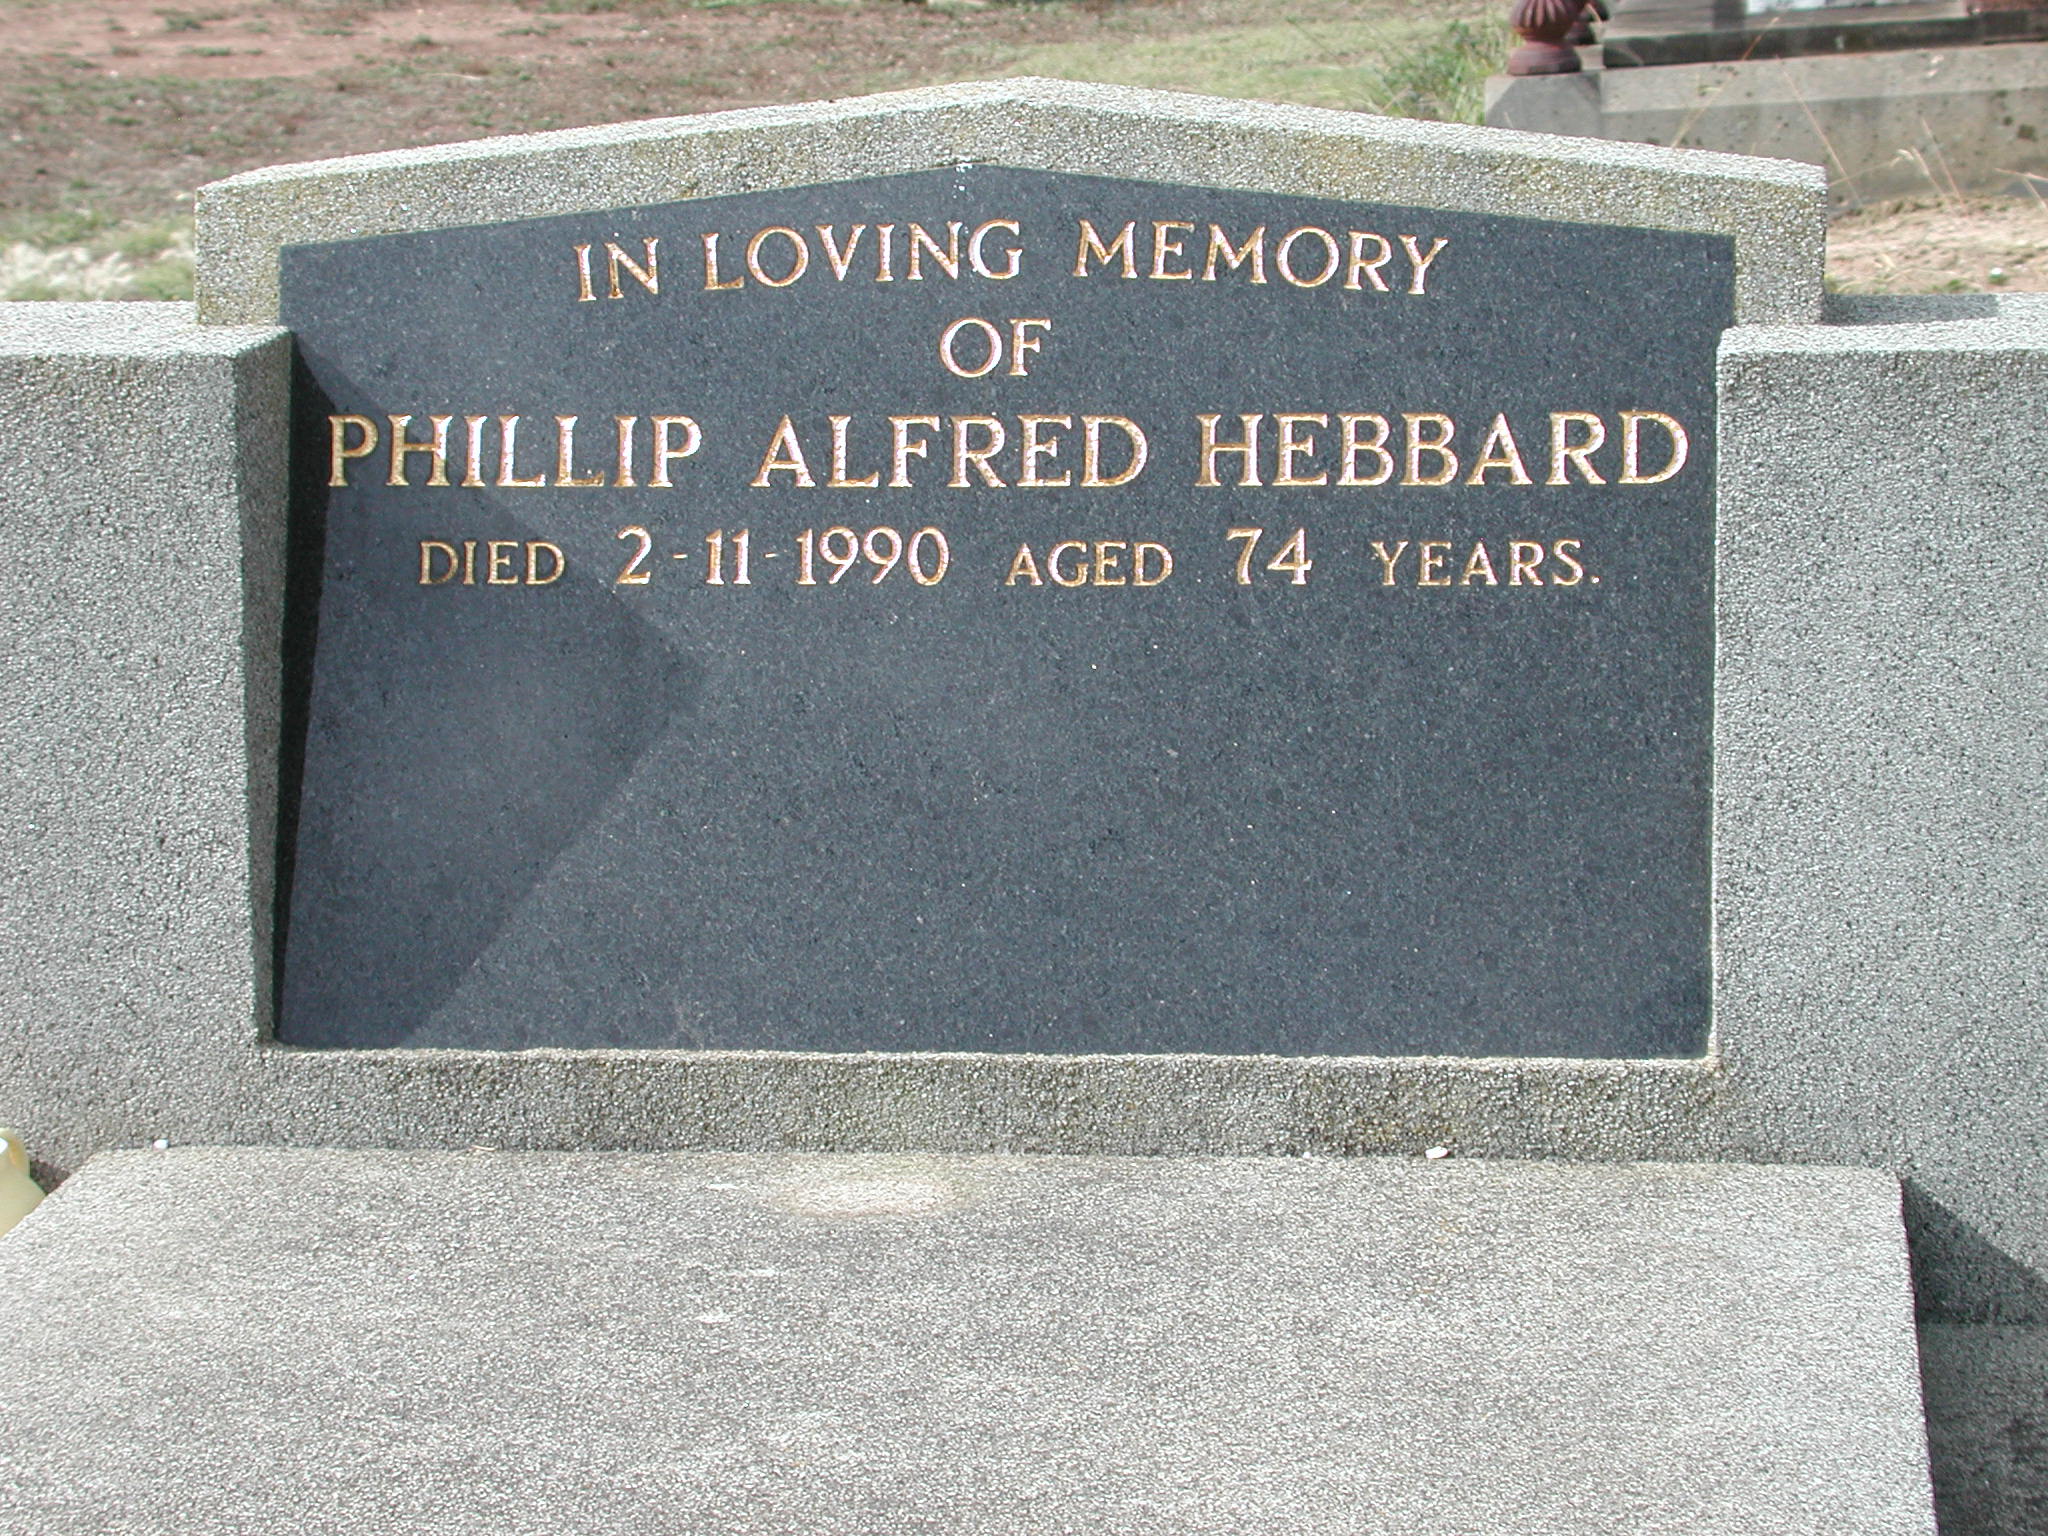 IN LOVING MEMORY
OF
PHILLIP ALFRED HEBBARD
DIED 2-11-1990 AGED 74 YEARS.